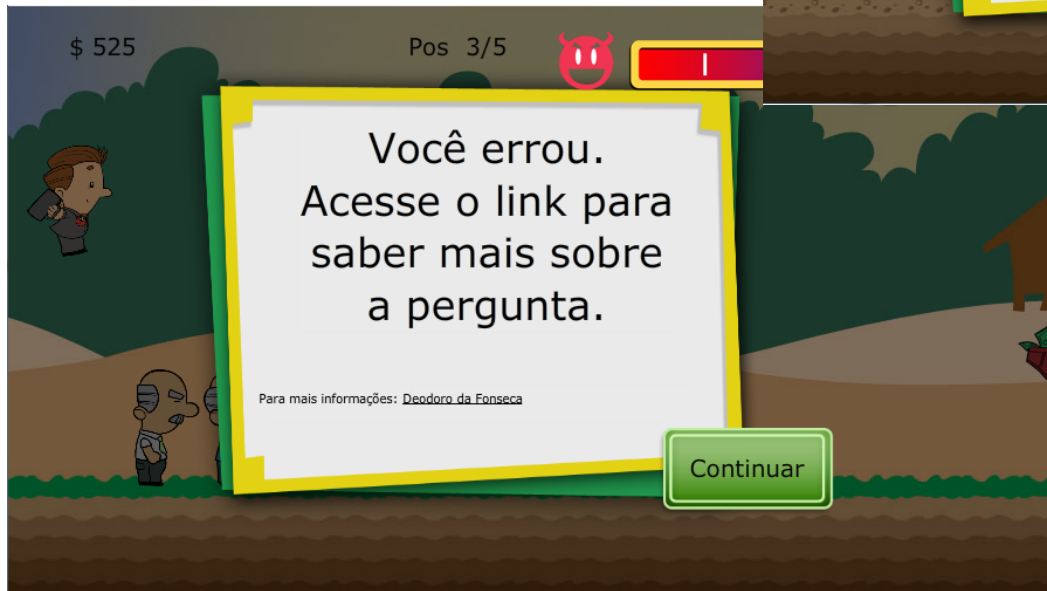 $ 525
Pos 3/5
Você errou.
Acesse o link para
saber mais sobre
a pergunta.
Para mais informações: Deodoro da Fonseca
Continuar